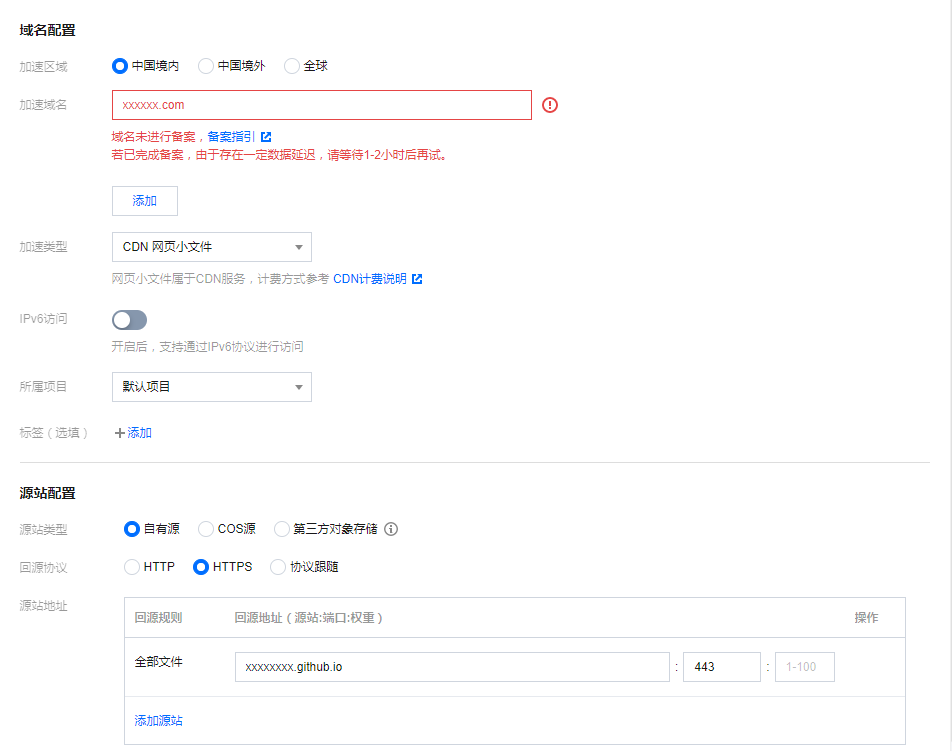 域名配置
加速区域 中国境内 中国境外 全球
加速域名 xxxxxx.com
域名未进行备案，备案指引
若已完成备案，由于存在一定数据延迟，请等待1-2小时后再试。
添加
加速类型 CDN 网页小文件
网页小文件属于CDN服务，计费方式参考 CDN计费说明
IPv6访问
开启后，支持通过IPv6协议进行访问
所属项目 默认项目
标签（选填） +添加
源站配置
源站类型 自有源 COS源 第三方对象存储
回源协议 HTTP HTTPS 协议跟随
源站地址
回源规则 回源地址（源站:端口:权重） 操作
全部文件 xxxxxxxx.github.io : 443 : 1-100
添加源站